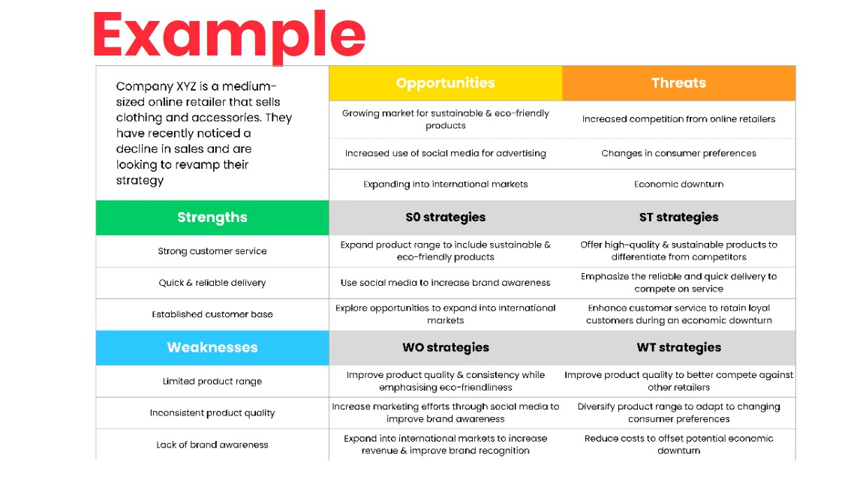 Example
Company XYZ is a medium-
sized online retailer that sells
clothing and accessories. They
have recently noticed a
decline in sales and are
looking to revamp their
strategy
Opportunities
Threats
Growing market for sustainable & eco-friendly
products
Increased competition from online retailers
Increased use of social media for advertising
Changes in consumer preferences
Expanding into international markets
Economic downturn
Strengths
S0 strategies
ST strategies
Strong customer service
Expand product range to include sustainable &
eco-friendly products
Offer high-quality & sustainable products to
differentiate from competitors
Quick & reliable delivery
Use social media to increase brand awareness
Emphasize the reliable and quick delivery to
compete on service
Established customer base
Explore opportunities to expand into international
markets
Enhance customer service to retain loyal
customers during an economic downturn
Weaknesses
WO strategies
WT strategies
Limited product range
Improve product quality & consistency while
emphasising eco-friendliness
Improve product quality to better compete against
other retailers
Inconsistent product quality
Increase marketing efforts through social media to
improve brand awareness
Diversify product range to adapt to changing
consumer preferences
Lack of brand awareness
Expand into international markets to increase
revenue & improve brand recognition
Reduce costs to offset potential economic
downturn